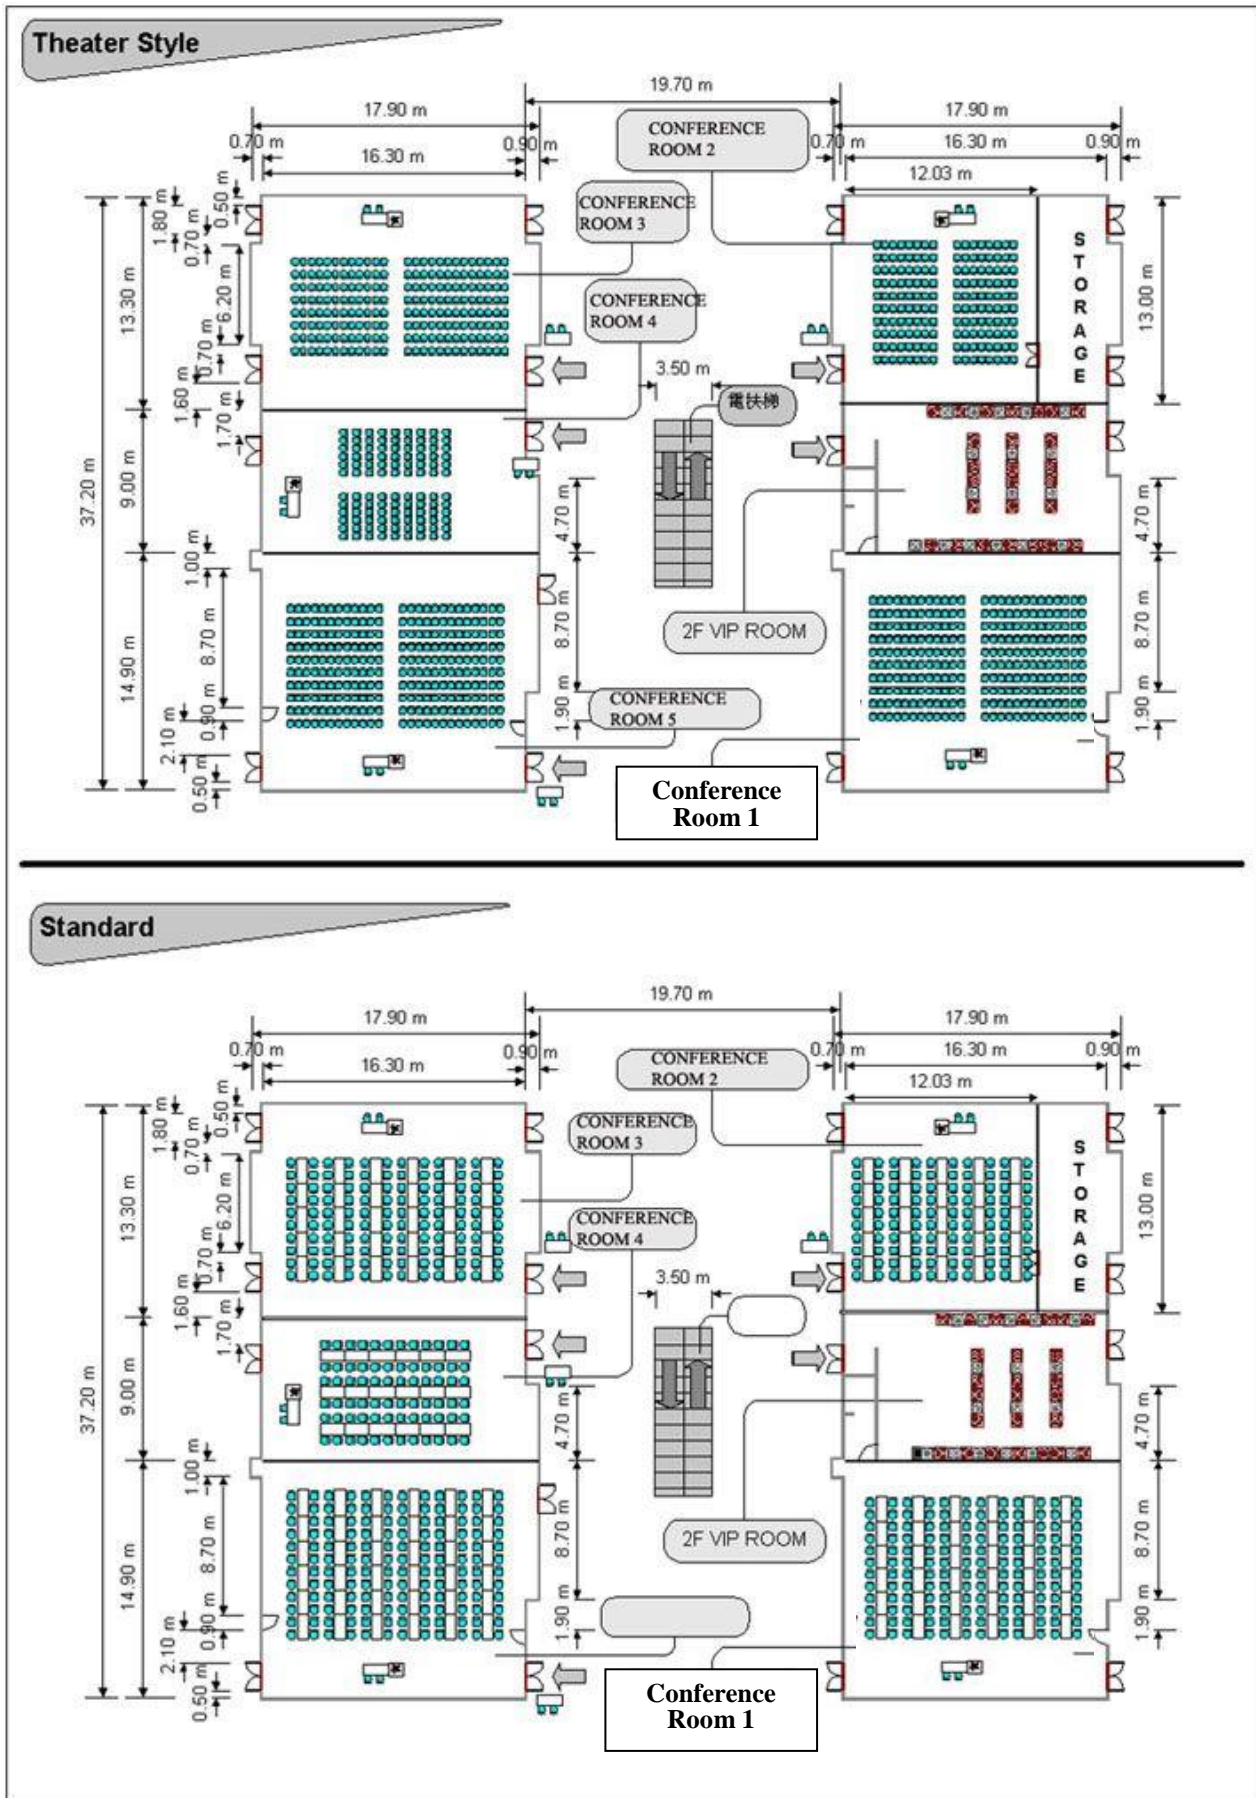 Theater Style
19.70 m
17.90 m
17.90 m
0.70 m
0.90 m
0.70 m
0.90 m
16.30 m
16.30 m
12.03 m
CONFERENCE
ROOM 2
CONFERENCE
ROOM 3
CONFERENCE
ROOM 4
STORAGE
1.80 m
0.50 m
0.70 m
6.20 m
13.30 m
0.70 m
1.60 m
1.70 m
13.00 m
3.50 m
電扶梯
37.20 m
9.00 m
4.70 m
4.70 m
1.00 m
8.70 m
14.90 m
8.70 m
8.70 m
2F VIP ROOM
0.90 m
2.10 m
0.50 m
1.90 m
1.90 m
CONFERENCE
ROOM 5
Conference
Room 1
Standard
19.70 m
17.90 m
17.90 m
0.70 m
0.90 m
0.70 m
0.90 m
16.30 m
16.30 m
12.03 m
CONFERENCE
ROOM 2
CONFERENCE
ROOM 3
CONFERENCE
ROOM 4
STORAGE
1.80 m
0.50 m
0.70 m
6.20 m
13.30 m
0.70 m
1.60 m
1.70 m
13.00 m
3.50 m
37.20 m
9.00 m
4.70 m
4.70 m
1.00 m
8.70 m
14.90 m
8.70 m
8.70 m
2F VIP ROOM
0.90 m
2.10 m
0.50 m
1.90 m
1.90 m
Conference
Room 1